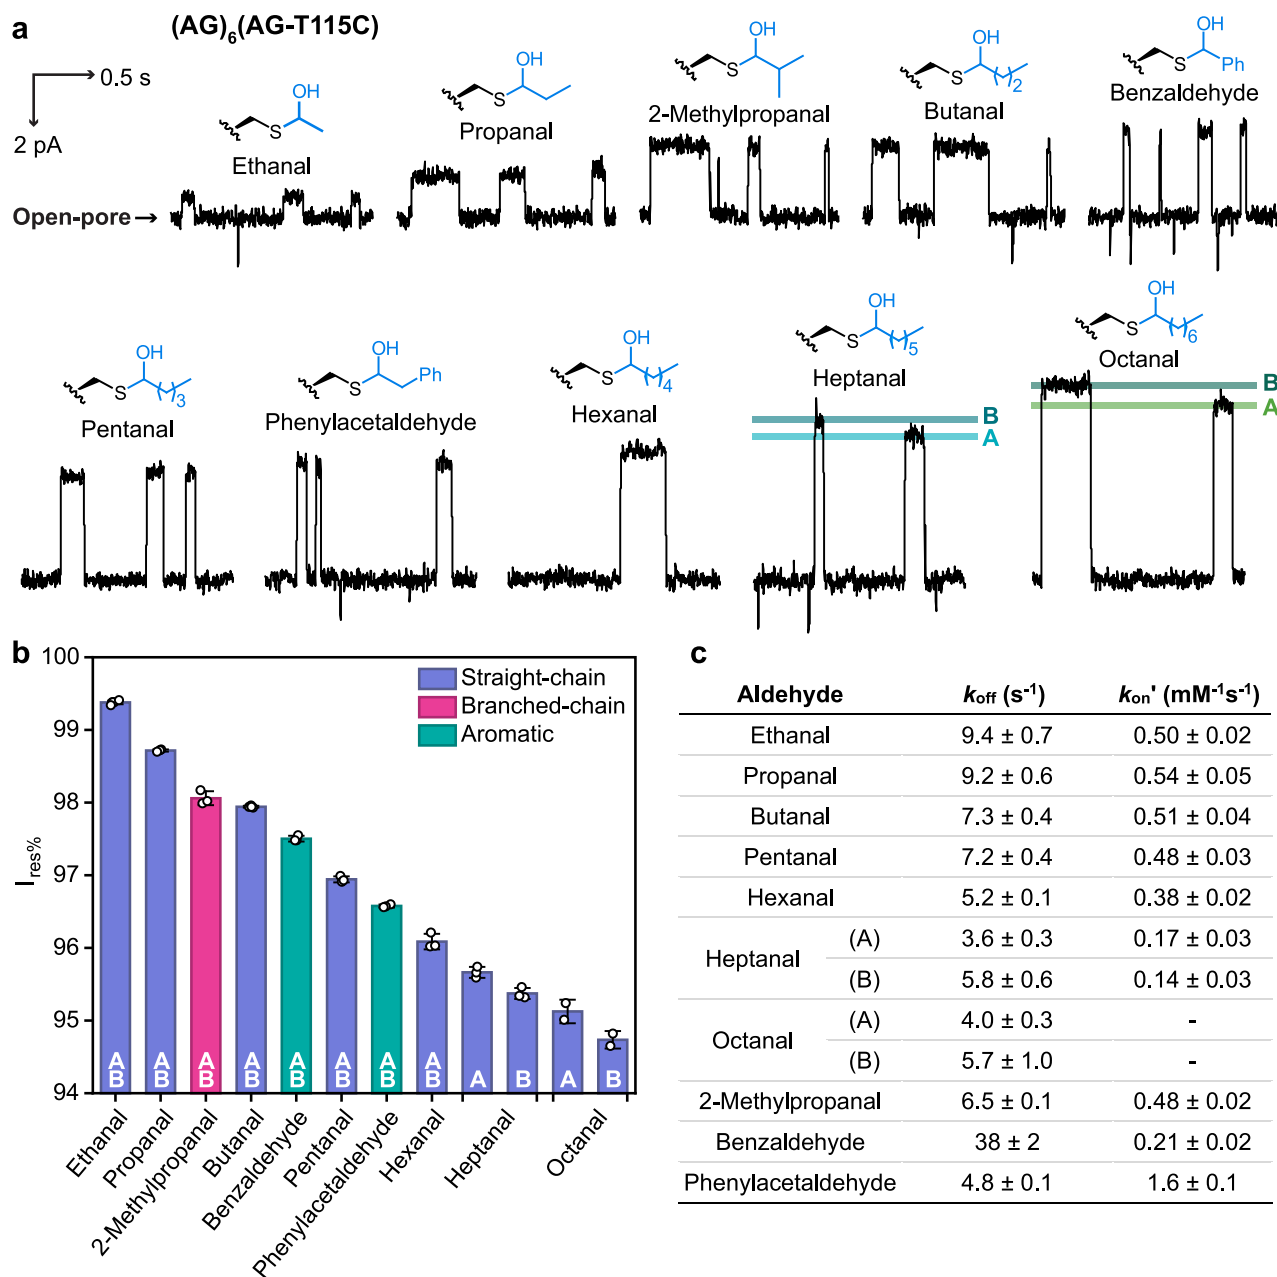 a
(AG)6(AG-T115C)
0.5 s
2 pA
OH
S
Ethanal
OH
S
Propanal
OH
S
2-Methylpropanal
OH
S
( )2
Butanal
OH
S
Ph
Benzaldehyde
Open-pore →
OH
S
( )3
Pentanal
OH
S
Ph
Phenylacetaldehyde
OH
S
( )4
Hexanal
OH
S
( )5
Heptanal
B
A
OH
S
( )6
Octanal
B
A
b
100
99
98
97
96
95
94
Ires%
Straight-chain
Branched-chain
Aromatic
A B
A B
A B
A B
A B
A B
A B
A B
A
B
A
B
Ethanal
Propanal
2-Methylpropanal
Butanal
Benzaldehyde
Pentanal
Phenylacetaldehyde
Hexanal
Heptanal
Octanal
c
Aldehyde koff (s⁻¹) kon' (mM⁻¹s⁻¹)
Ethanal 9.4 ± 0.7 0.50 ± 0.02
Propanal 9.2 ± 0.6 0.54 ± 0.05
Butanal 7.3 ± 0.4 0.51 ± 0.04
Pentanal 7.2 ± 0.4 0.48 ± 0.03
Hexanal 5.2 ± 0.1 0.38 ± 0.02
Heptanal (A) 3.6 ± 0.3 0.17 ± 0.03
(B) 5.8 ± 0.6 0.14 ± 0.03
Octanal (A) 4.0 ± 0.3 -
(B) 5.7 ± 1.0 -
2-Methylpropanal 6.5 ± 0.1 0.48 ± 0.02
Benzaldehyde 38 ± 2 0.21 ± 0.02
Phenylacetaldehyde 4.8 ± 0.1 1.6 ± 0.1